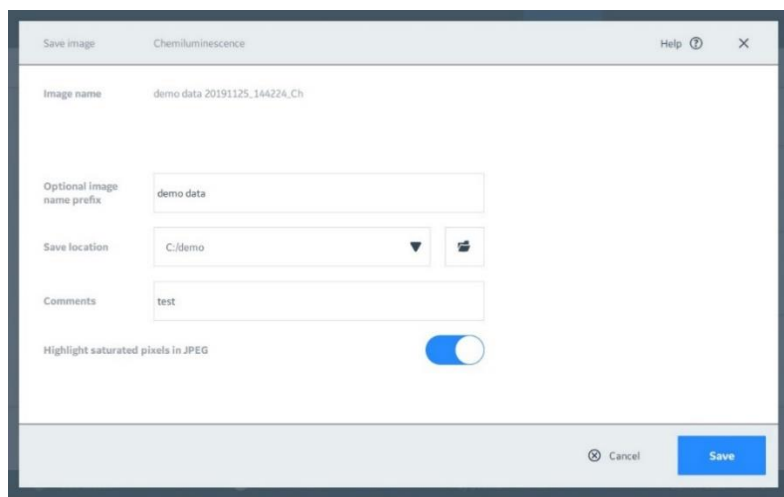 Save image Chemiluminescence Help ?
Image name demo data 20191125_144224_Ch
Optional image
name prefix
demo data
Save location C:/demo
Comments test
Highlight saturated pixels in JPEG
Cancel Save